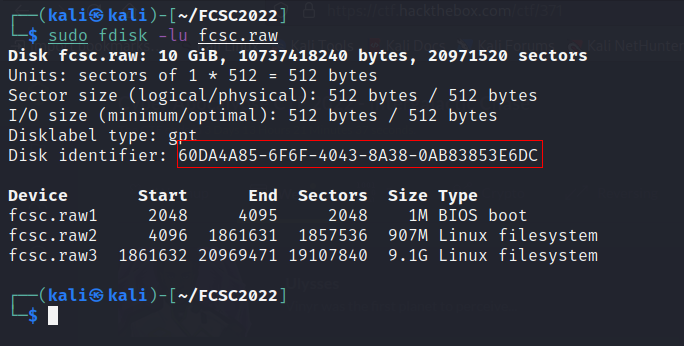 ┌──(kali㉿kali)-[~/FCSC2022]
└─$ sudo fdisk -lu fcsc.raw
Disk fcsc.raw: 10 GiB, 10737418240 bytes, 20971520 sectors
Units: sectors of 1 * 512 = 512 bytes
Sector size (logical/physical): 512 bytes / 512 bytes
I/O size (minimum/optimal): 512 bytes / 512 bytes
Disklabel type: gpt
Disk identifier: 60DA4A85-6F6F-4043-8A38-0AB83853E6DC
Device Start End Sectors Size Type
fcsc.raw1 2048 4095 2048 1M BIOS boot
fcsc.raw2 4096 1861631 1857536 907M Linux filesystem
fcsc.raw3 1861632 20969471 19107840 9.1G Linux filesystem
┌──(kali㉿kali)-[~/FCSC2022]
└─$